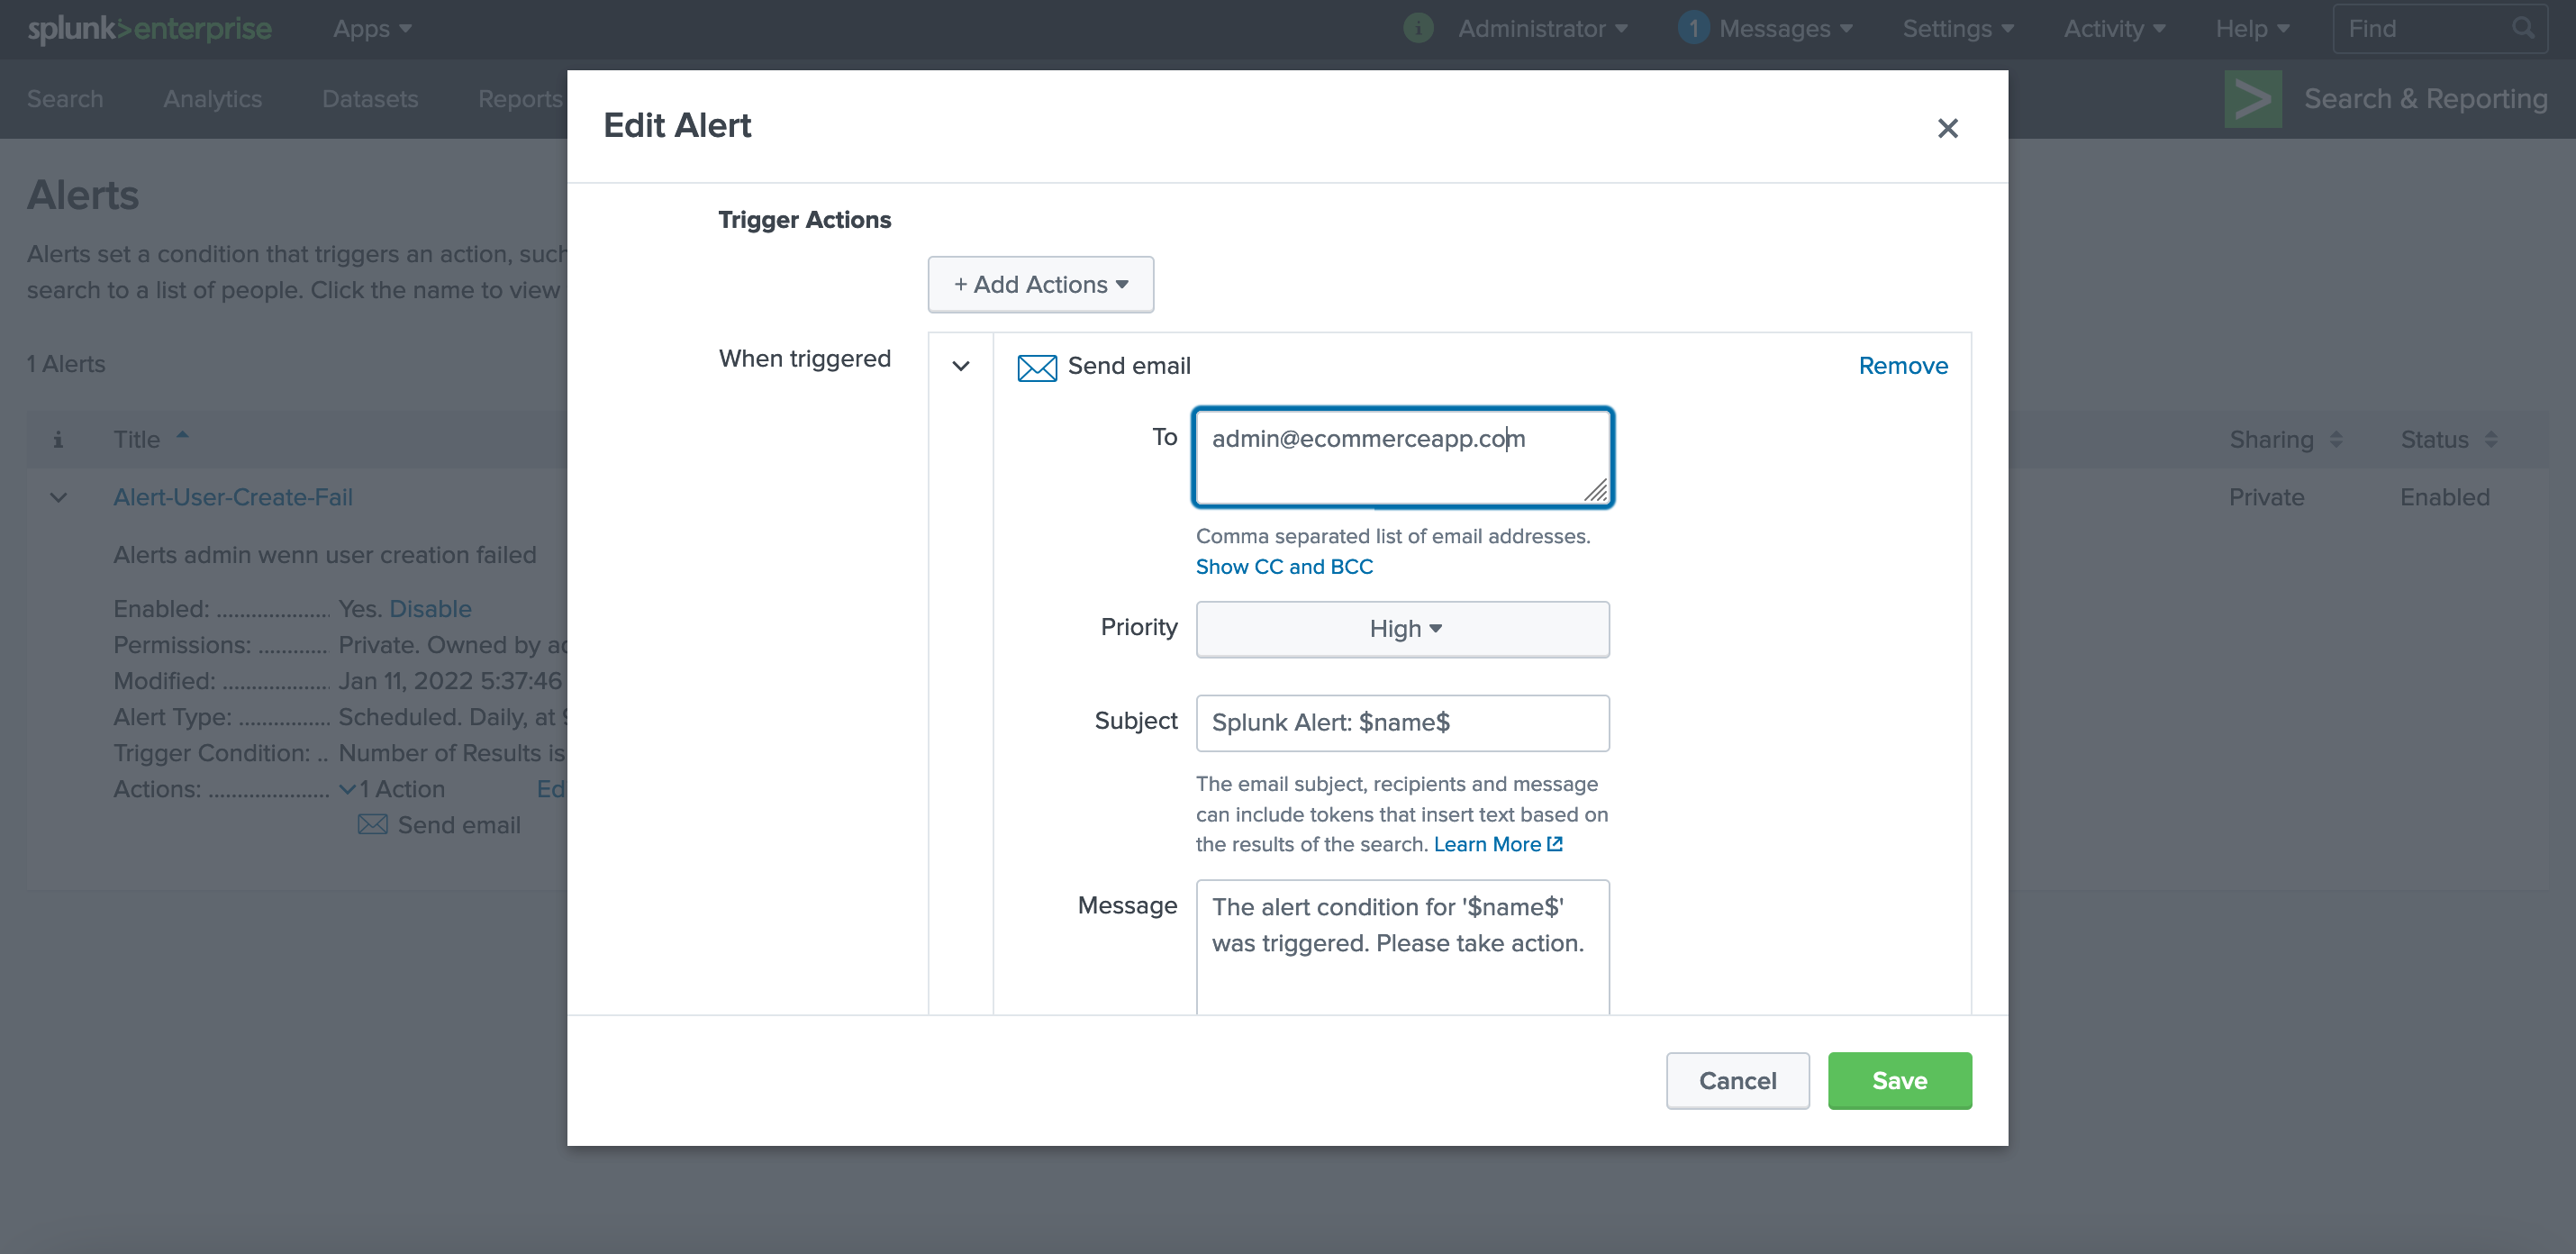 splunk>enterprise Apps Administrator 1 Messages Settings Activity Help Find
Search Analytics Datasets Reports Search & Reporting
Edit Alert
Alerts
Alerts set a condition that triggers an action, such
search to a list of people. Click the name to view
1 Alerts
i Title Sharing Status
Alert-User-Create-Fail Private Enabled
Alerts admin wenn user creation failed
Enabled: .................... Yes. Disable
Permissions: ............ Private. Owned by ad
Modified: ................... Jan 11, 2022 5:37:46
Alert Type: ................ Scheduled. Daily, at 9
Trigger Condition: .. Number of Results is
Actions: ..................... 1 Action Ed
Send email
Trigger Actions
+ Add Actions
When triggered
Send email Remove
To admin@ecommerceapp.com
Comma separated list of email addresses.
Show CC and BCC
Priority High
Subject Splunk Alert: $name$
The email subject, recipients and message
can include tokens that insert text based on
the results of the search. Learn More
Message The alert condition for '$name$'
was triggered. Please take action.
Cancel Save